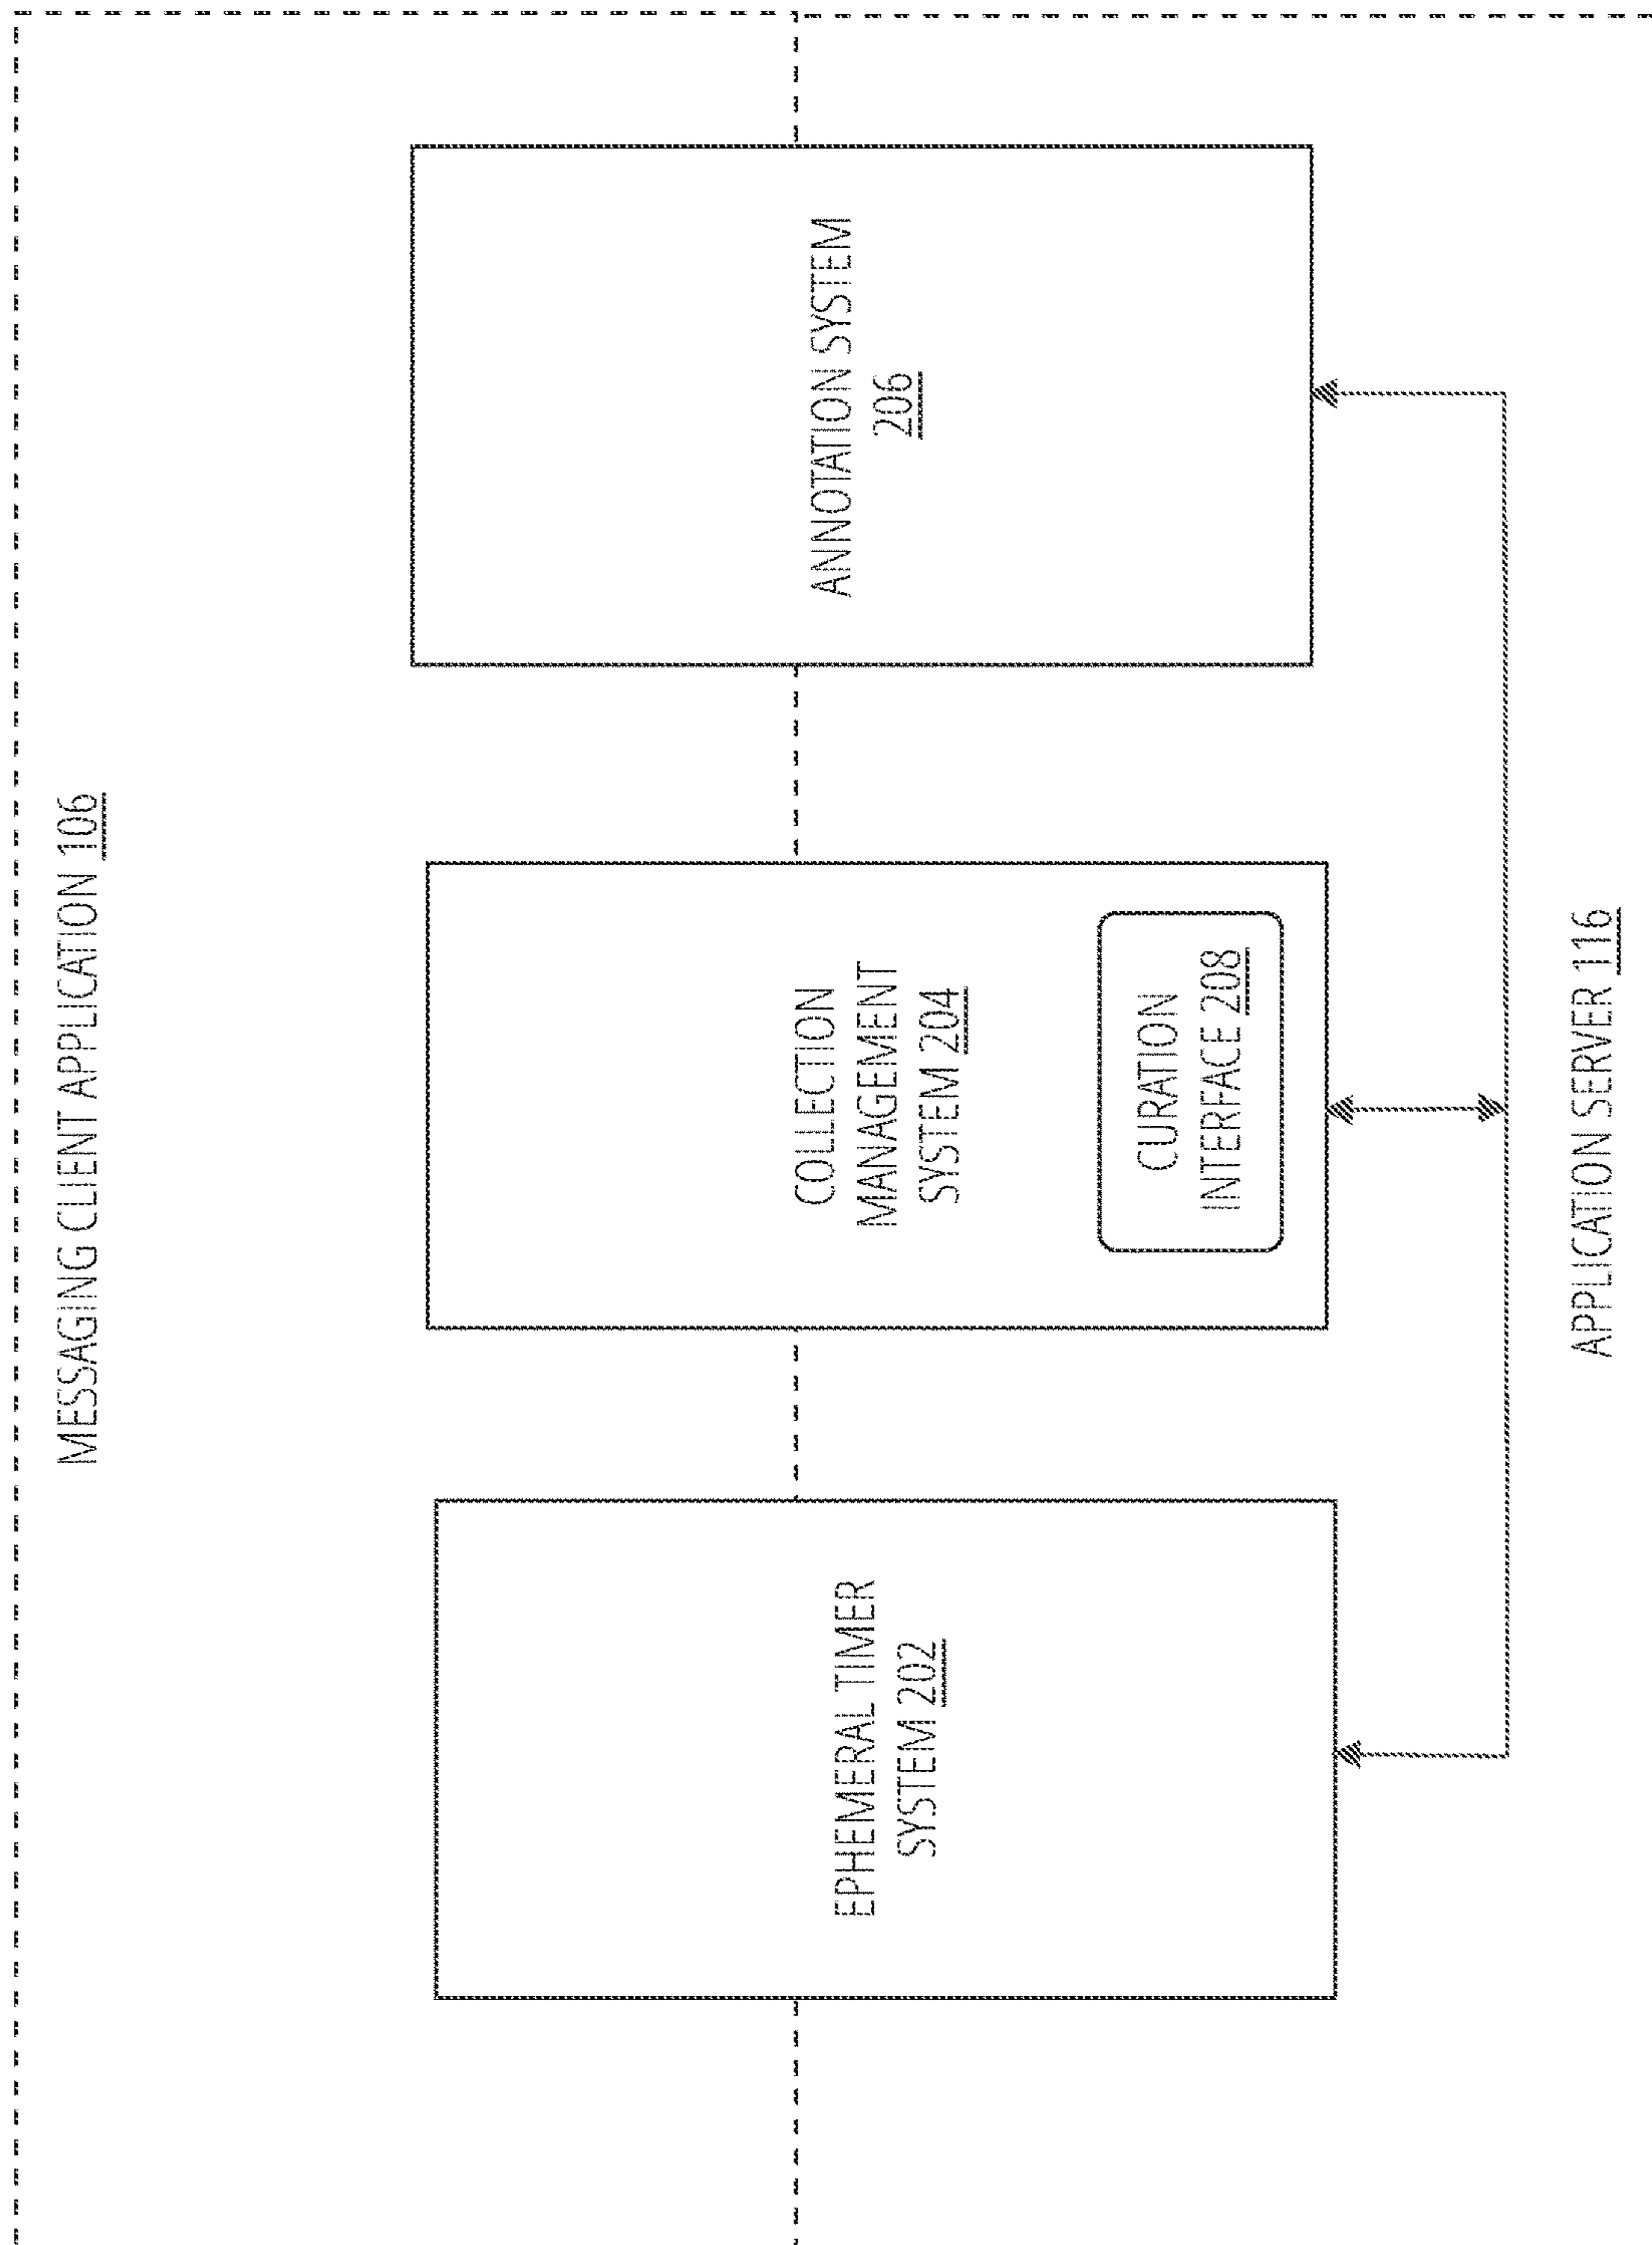 MESSAGING CLIENT APPLICATION 106
EPHEMERAL TIMER
SYSTEM 202
COLLECTION
MANAGEMENT
SYSTEM 204
CURATION
INTERFACE 208
ANNOTATION SYSTEM
206
APPLICATION SERVER 116